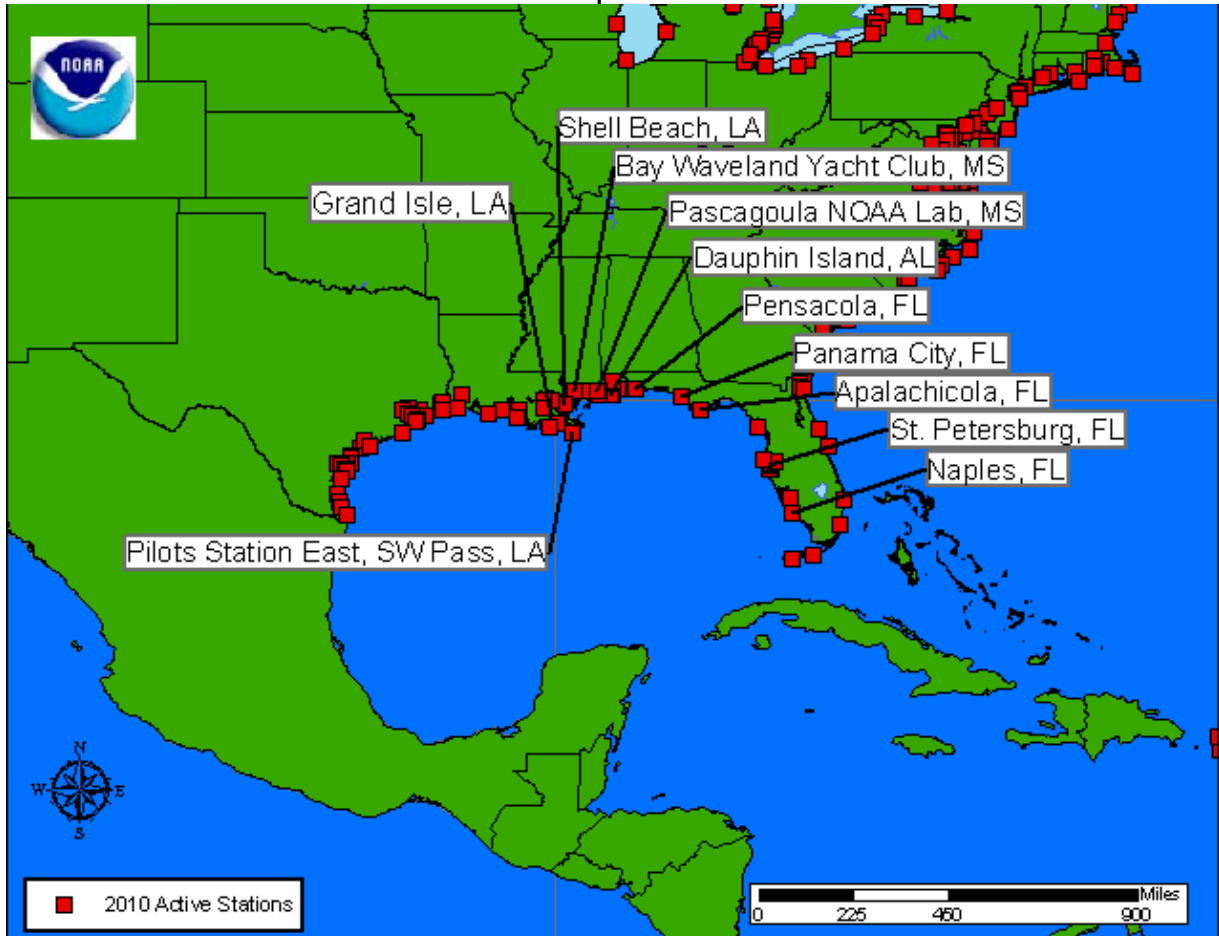 NOAA
Shell Beach, LA
Bay Waveland Yacht Club, MS
Grand Isle, LA
Pascagoula NOAA Lab, MS
Dauphin Island, AL
Pensacola, FL
Panama City, FL
Apalachicola, FL
St. Petersburg, FL
Naples, FL
Pilots Station East, SW Pass, LA
N
W E
S
2010 Active Stations
Miles
0 225 450 900